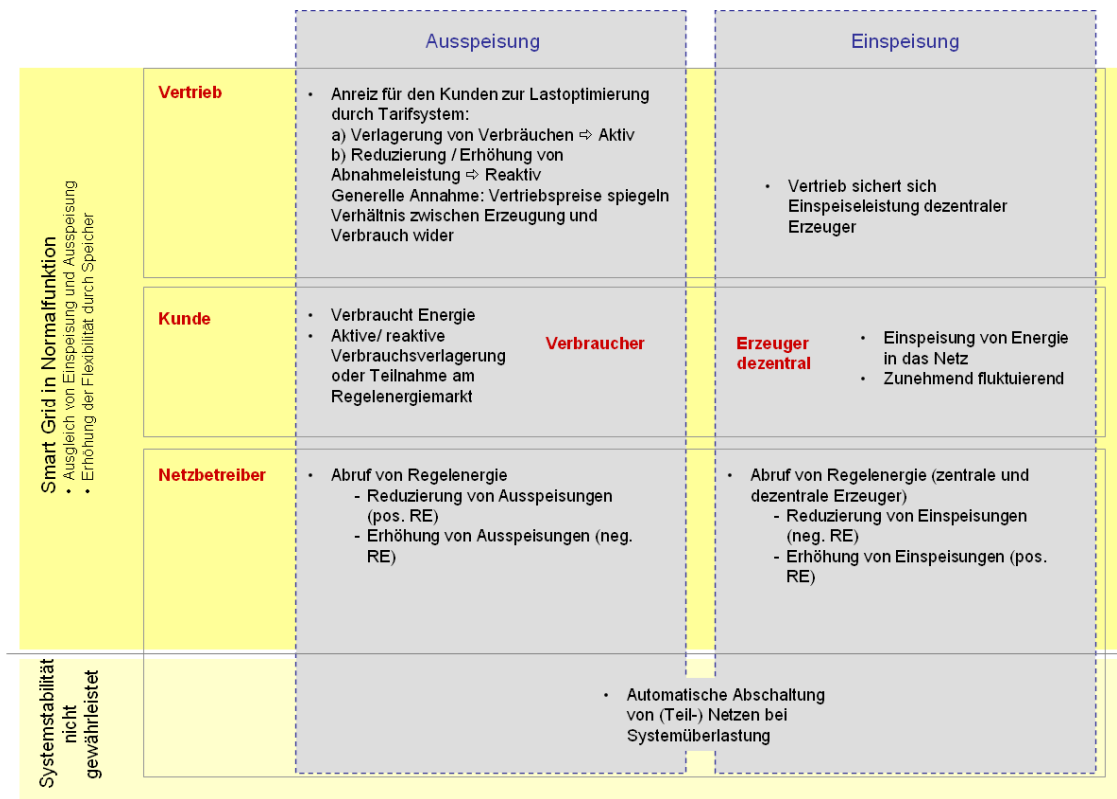 Ausspeisung
Einspeisung
Smart Grid in Normalfunktion
• Ausgleich von Einspeisung und Ausspeisung
• Erhöhung der Flexibilität durch Speicher
Vertrieb
• Anreiz für den Kunden zur Lastoptimierung
durch Tarifsystem:
a) Verlagerung von Verbräuchen ⇨ Aktiv
b) Reduzierung / Erhöhung von
Abnahmeleistung ⇨ Reaktiv
Generelle Annahme: Vertriebspreise spiegeln
Verhältnis zwischen Erzeugung und
Verbrauch wider
• Vertrieb sichert sich
Einspeiseleistung dezentraler
Erzeuger
Kunde
• Verbraucht Energie
• Aktive/ reaktive
Verbrauchsverlagerung
oder Teilnahme am
Regelenergiemarkt
Verbraucher
Erzeuger
dezentral
• Einspeisung von Energie
in das Netz
• Zunehmend fluktuierend
Netzbetreiber
• Abruf von Regelenergie
- Reduzierung von Ausspeisungen
(pos. RE)
- Erhöhung von Ausspeisungen (neg.
RE)
• Abruf von Regelenergie (zentrale und
dezentrale Erzeuger)
- Reduzierung von Einspeisungen
(neg. RE)
- Erhöhung von Einspeisungen (pos.
RE)
Systemstabilität
nicht
gewährleistet
• Automatische Abschaltung
von (Teil-) Netzen bei
Systemüberlastung